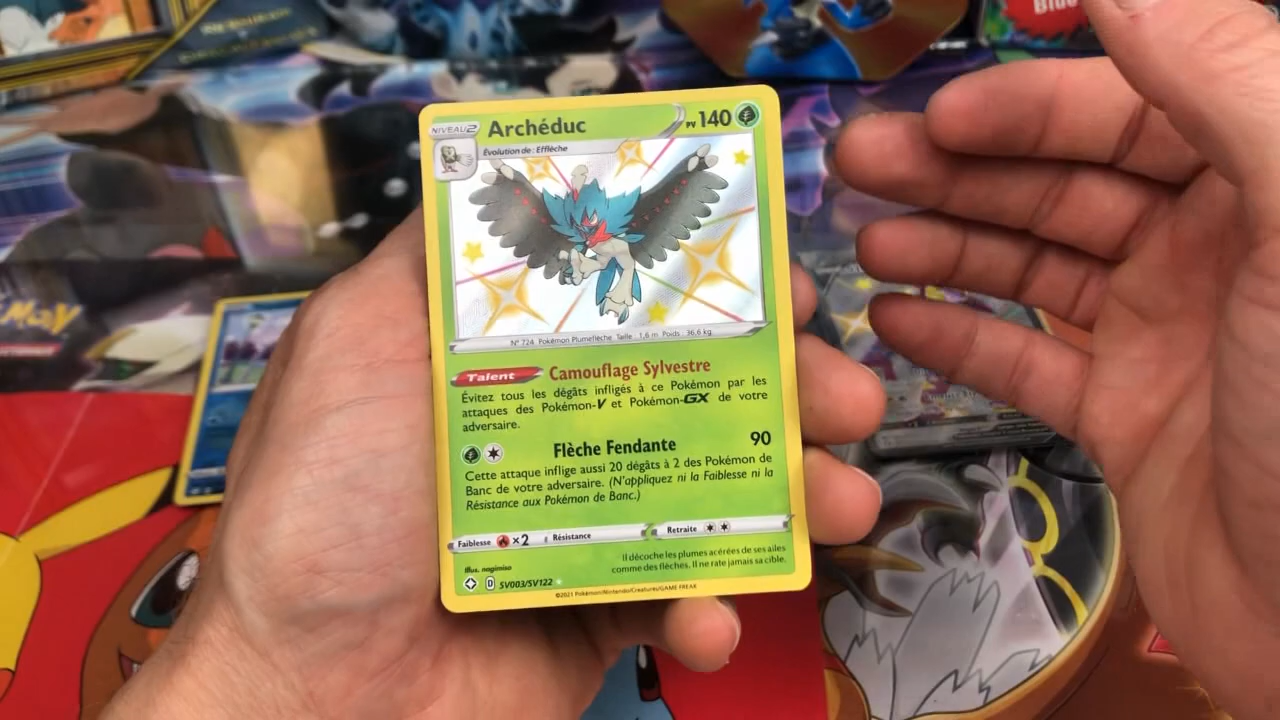 Blue
NIVEAU 2
Archéduc
PV 140
Évolution de : Efflèche
N° 724 Pokémon Plumeflèche Taille : 1,6 m Poids : 36,6 kg
Talent Camouflage Sylvestre
Évitez tous les dégâts infligés à ce Pokémon par les
attaques des Pokémon-V et Pokémon-GX de votre
adversaire.
Flèche Fendante 90
Cette attaque inflige aussi 20 dégâts à 2 des Pokémon de
Banc de votre adversaire. (N'appliquez ni la Faiblesse ni la
Résistance aux Pokémon de Banc.)
Faiblesse ×2 Résistance Retraite
Il décoche les plumes acérées de ses ailes
comme des flèches. Il ne rate jamais sa cible.
Illus. nagimiso
D SV003/SV122
©2021 Pokémon/Nintendo/Creatures/GAME FREAK